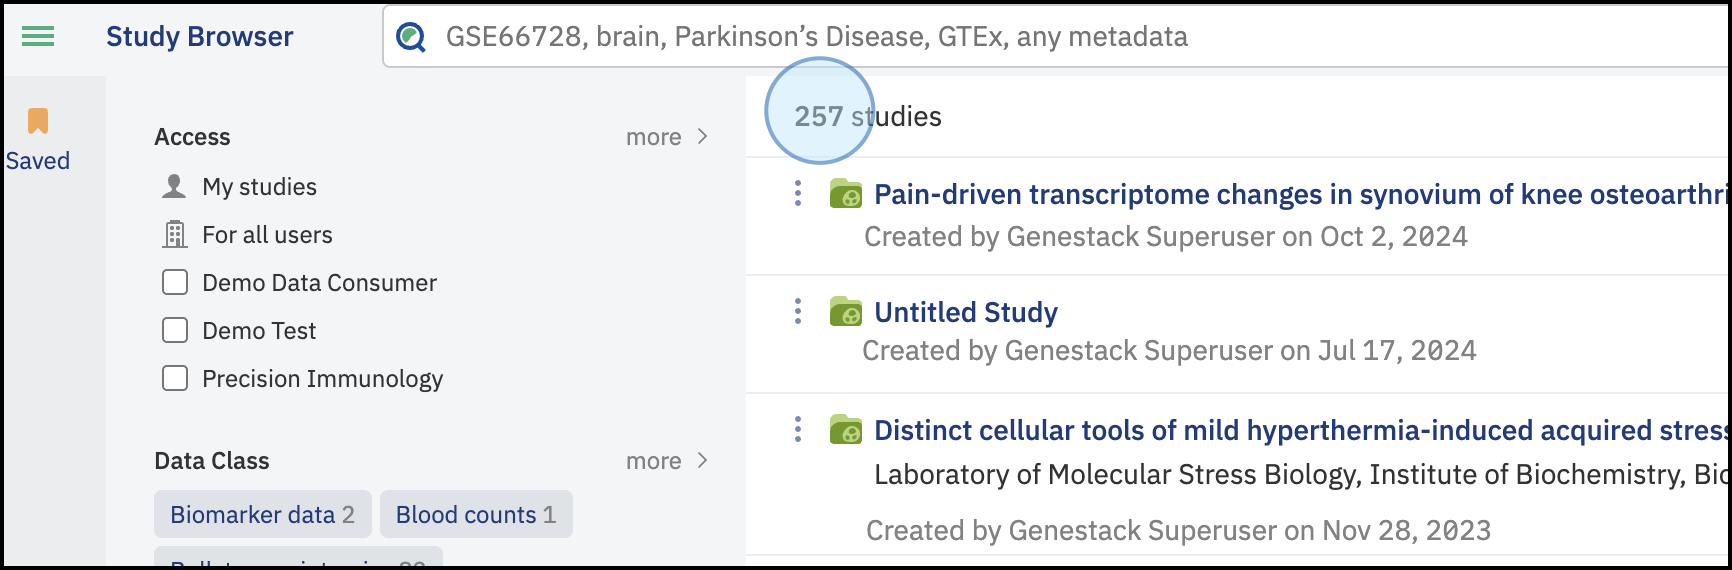 Study Browser
GSE66728, brain, Parkinson’s Disease, GTEx, any metadata
Saved
Access
more
My studies
For all users
Demo Data Consumer
Demo Test
Precision Immunology
Data Class
more
Biomarker data 2
Blood counts 1
257 studies
Pain-driven transcriptome changes in synovium of knee osteoarthri
Created by Genestack Superuser on Oct 2, 2024
Untitled Study
Created by Genestack Superuser on Jul 17, 2024
Distinct cellular tools of mild hyperthermia-induced acquired stress
Laboratory of Molecular Stress Biology, Institute of Biochemistry, Bio
Created by Genestack Superuser on Nov 28, 2023